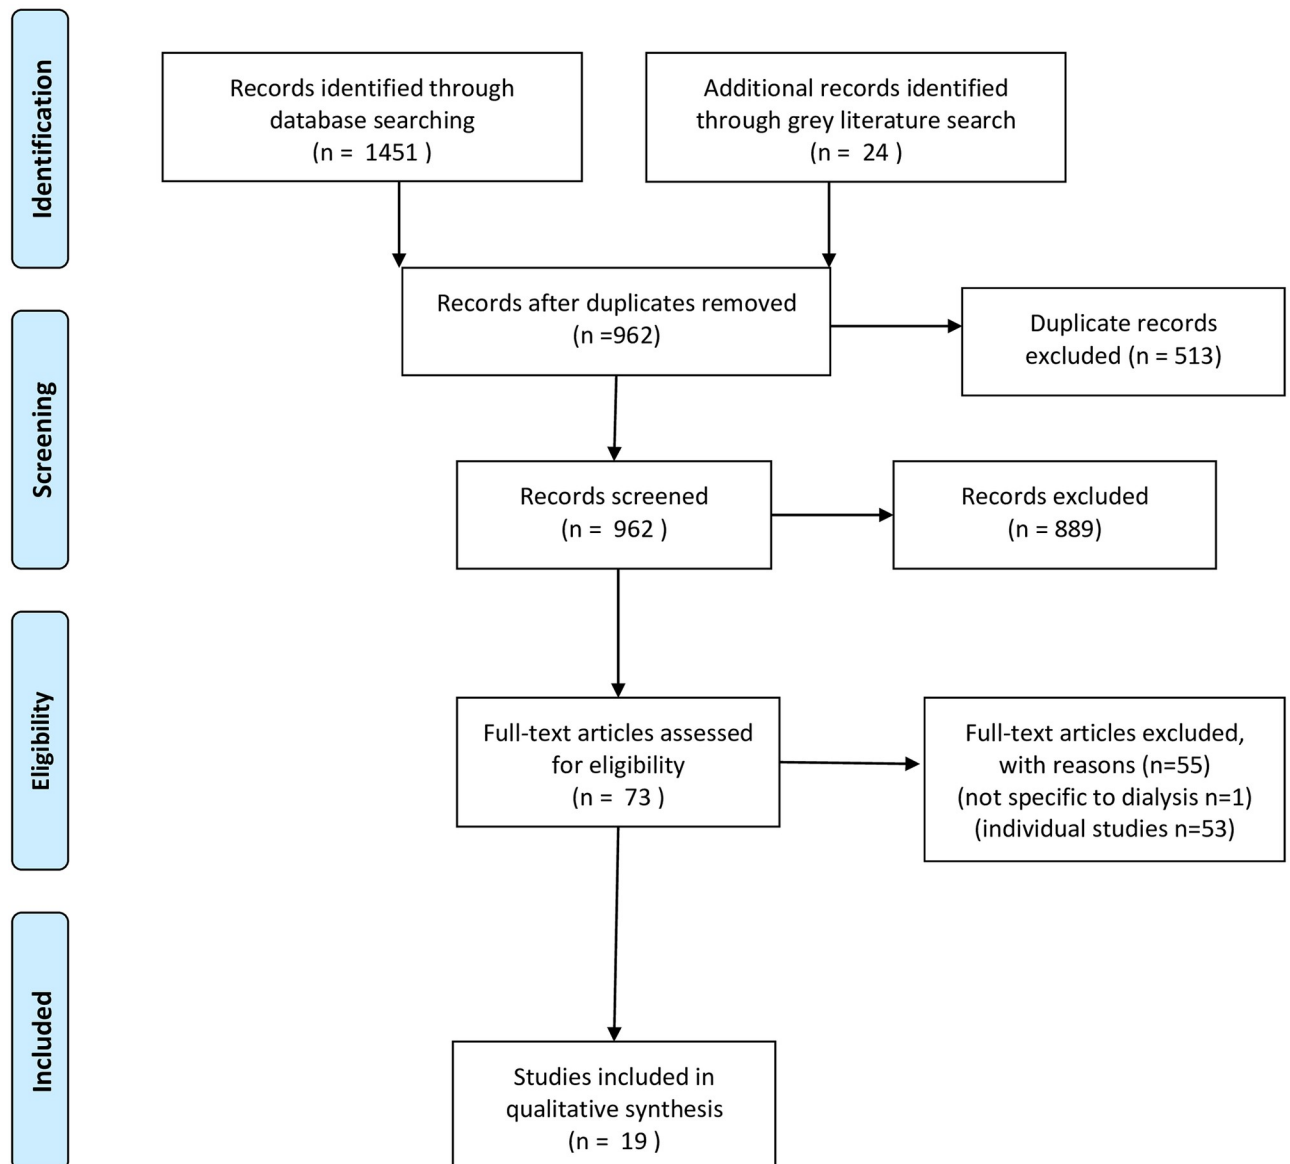 Identification
Records identified through
database searching
(n =  1451 )
Additional records identified
through grey literature search
(n =  24 )
Records after duplicates removed
(n =962)
Duplicate records
excluded (n = 513)
Screening
Records screened
(n =  962 )
Records excluded
(n = 889)
Eligibility
Full-text articles assessed
for eligibility
(n =  73 )
Full-text articles excluded,
with reasons (n=55)
(not specific to dialysis n=1)
(individual studies n=53)
Included
Studies included in
qualitative synthesis
(n =  19 )